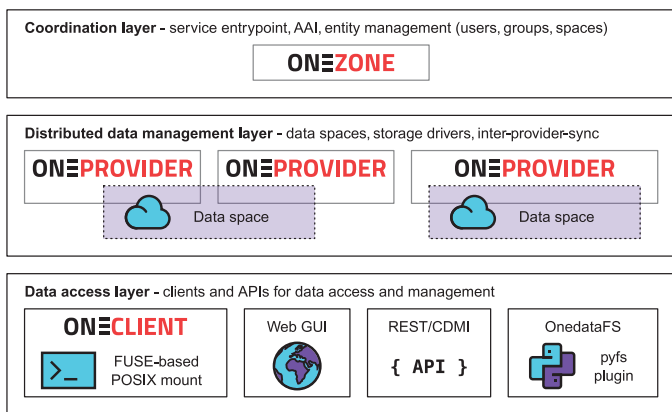 Coordination layer - service entrypoint, AAI, entity management (users, groups, spaces)
ONEZONE
Distributed data management layer - data spaces, storage drivers, inter-provider-sync
ONEPROVIDER ONEPROVIDER ONEPROVIDER
Data space Data space
Data access layer - clients and APIs for data access and management
ONECLIENT
>_
FUSE-based
POSIX mount
Web GUI
REST/CDMI
{ API }
OnedataFS
pyfs
plugin